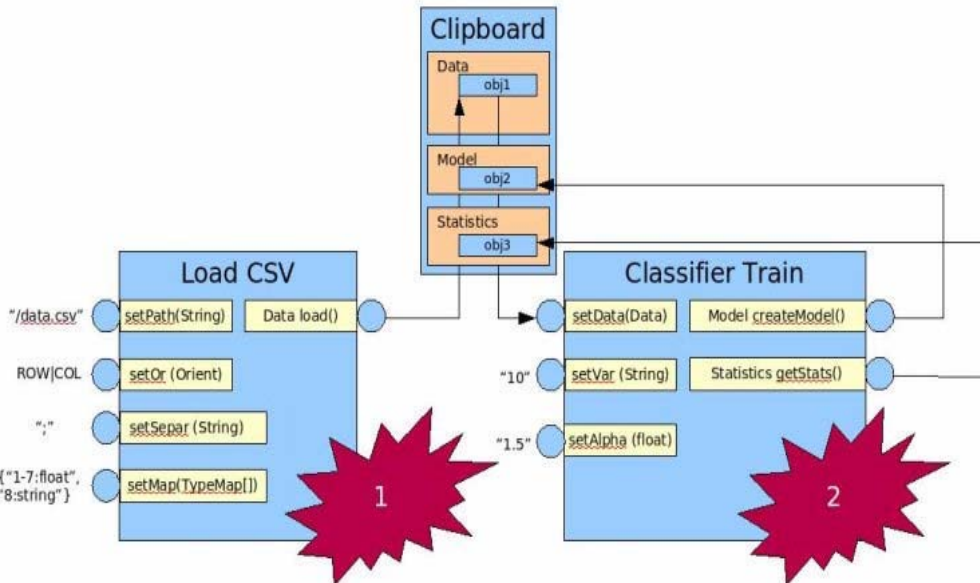 Clipboard
Data
obj1
Model
obj2
Statistics
obj3
Load CSV
"/data.csv"
setPath(String)
Data load()
ROW|COL
setOr (Orient)
";"
setSepar (String)
{"1-7:float",
"8:string"}
setMap(TypeMap[])
1
Classifier Train
setData(Data)
Model createModel()
"10"
setVar (String)
Statistics getStats()
"1.5"
setAlpha (float)
2